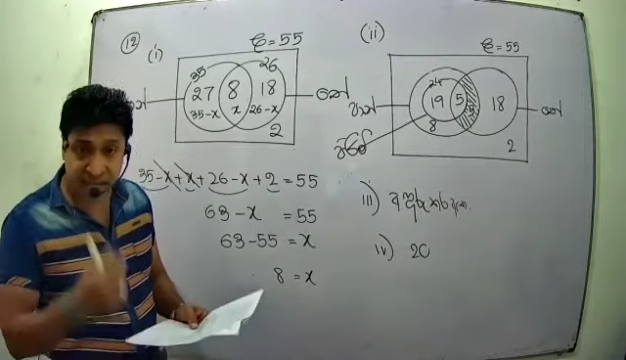 12
(i)
ξ = 55
35
26
27
8
18
35-x
x
26-x
2
35-x+x+26-x+2=55
63-x = 55
63-55 = x
8 = x
(ii)
ξ = 55
24
19
5
18
8
2
iii)
iv) 20